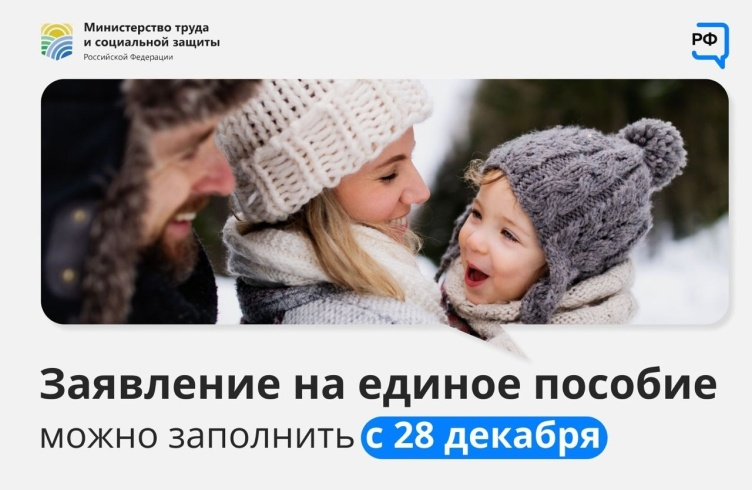 Министерство труда
и социальной защиты
Российской Федерации
РФ
Заявление на единое пособие
можно заполнить с 28 декабря